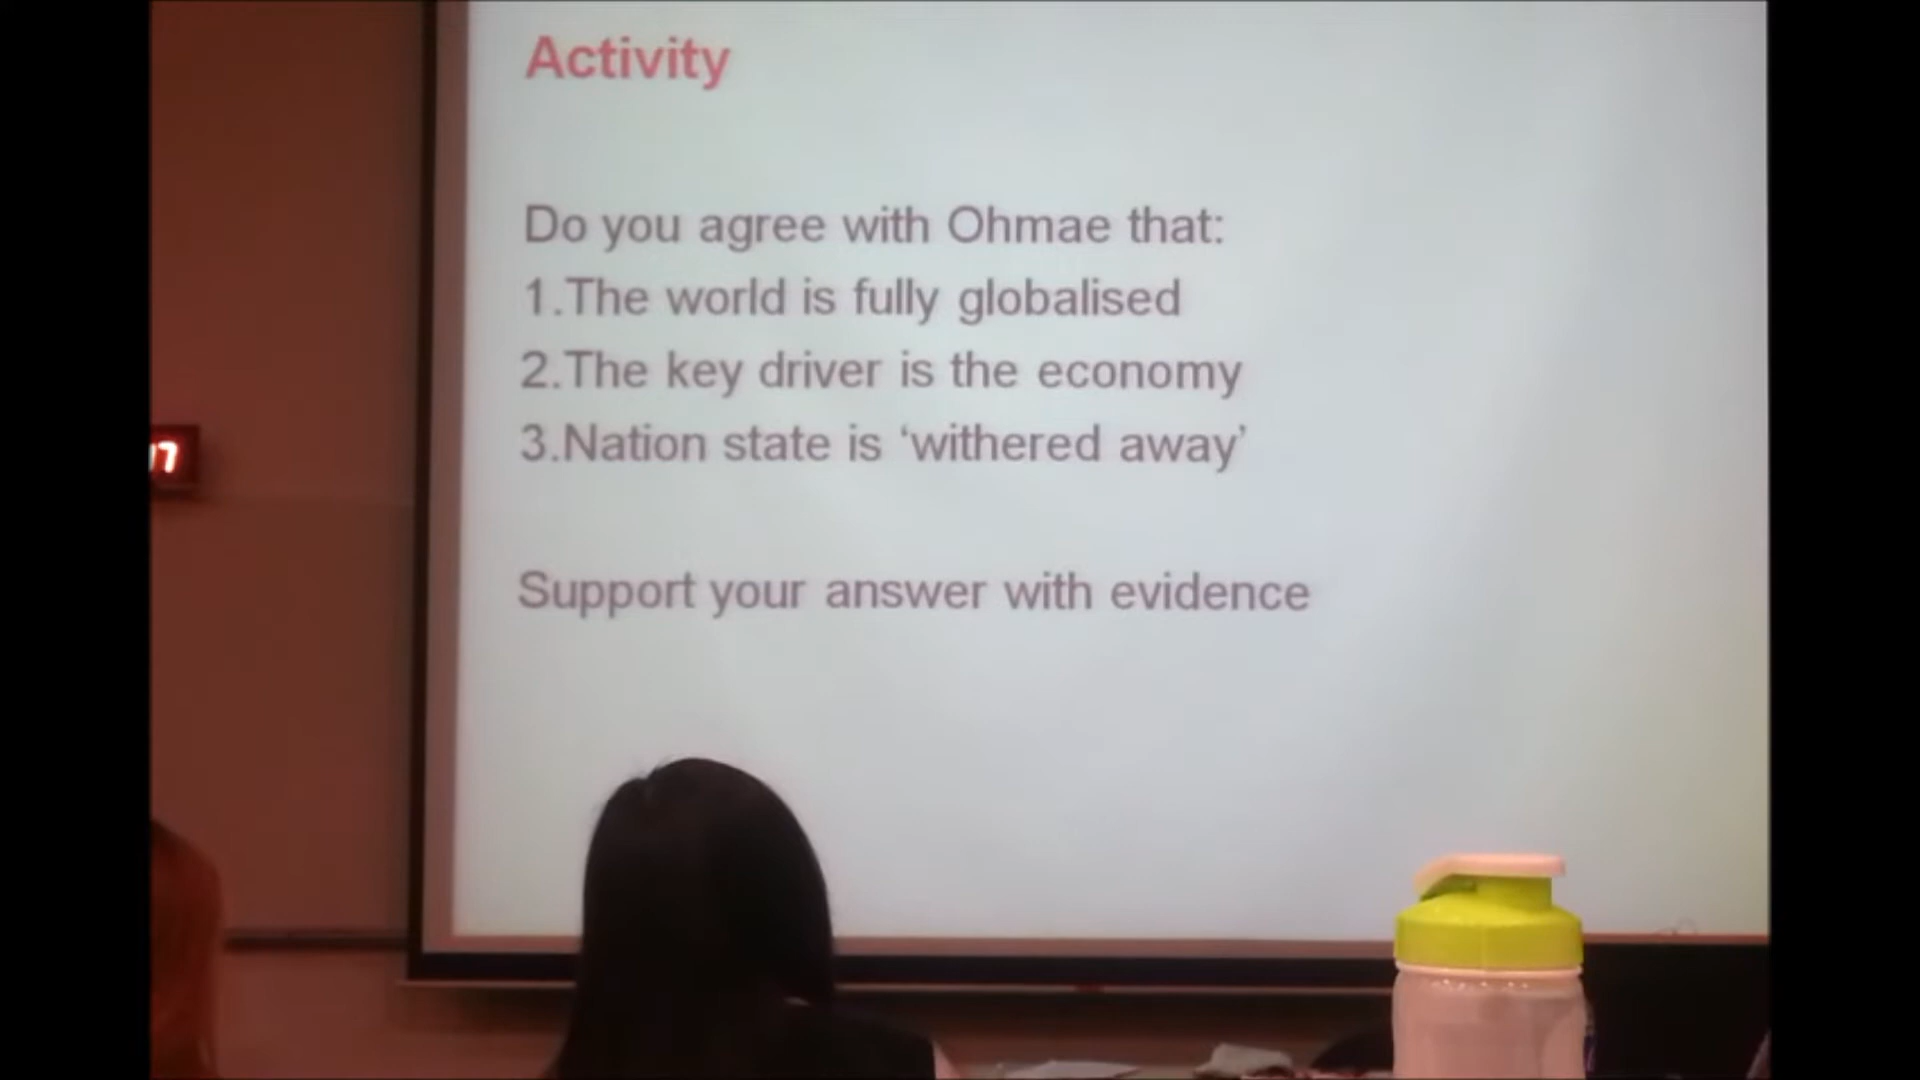 Activity
Do you agree with Ohmae that:
1.The world is fully globalised
2.The key driver is the economy
3.Nation state is ‘withered away’
Support your answer with evidence